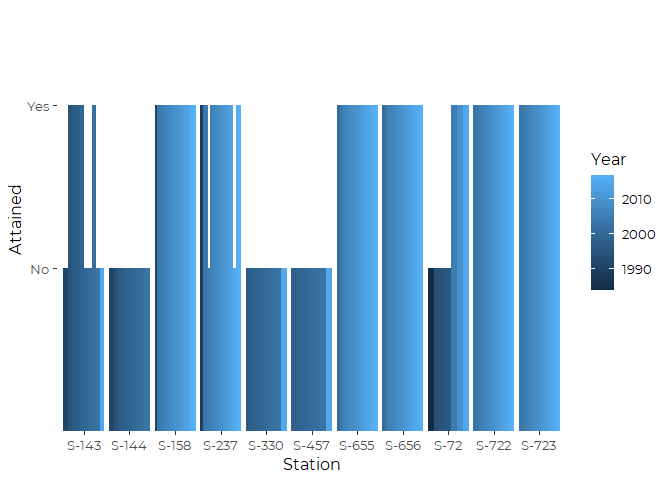 Yes
No
Attained
S-143 S-144 S-158 S-237 S-330 S-457 S-655 S-656 S-72 S-722 S-723
Station
Year
2010
2000
1990